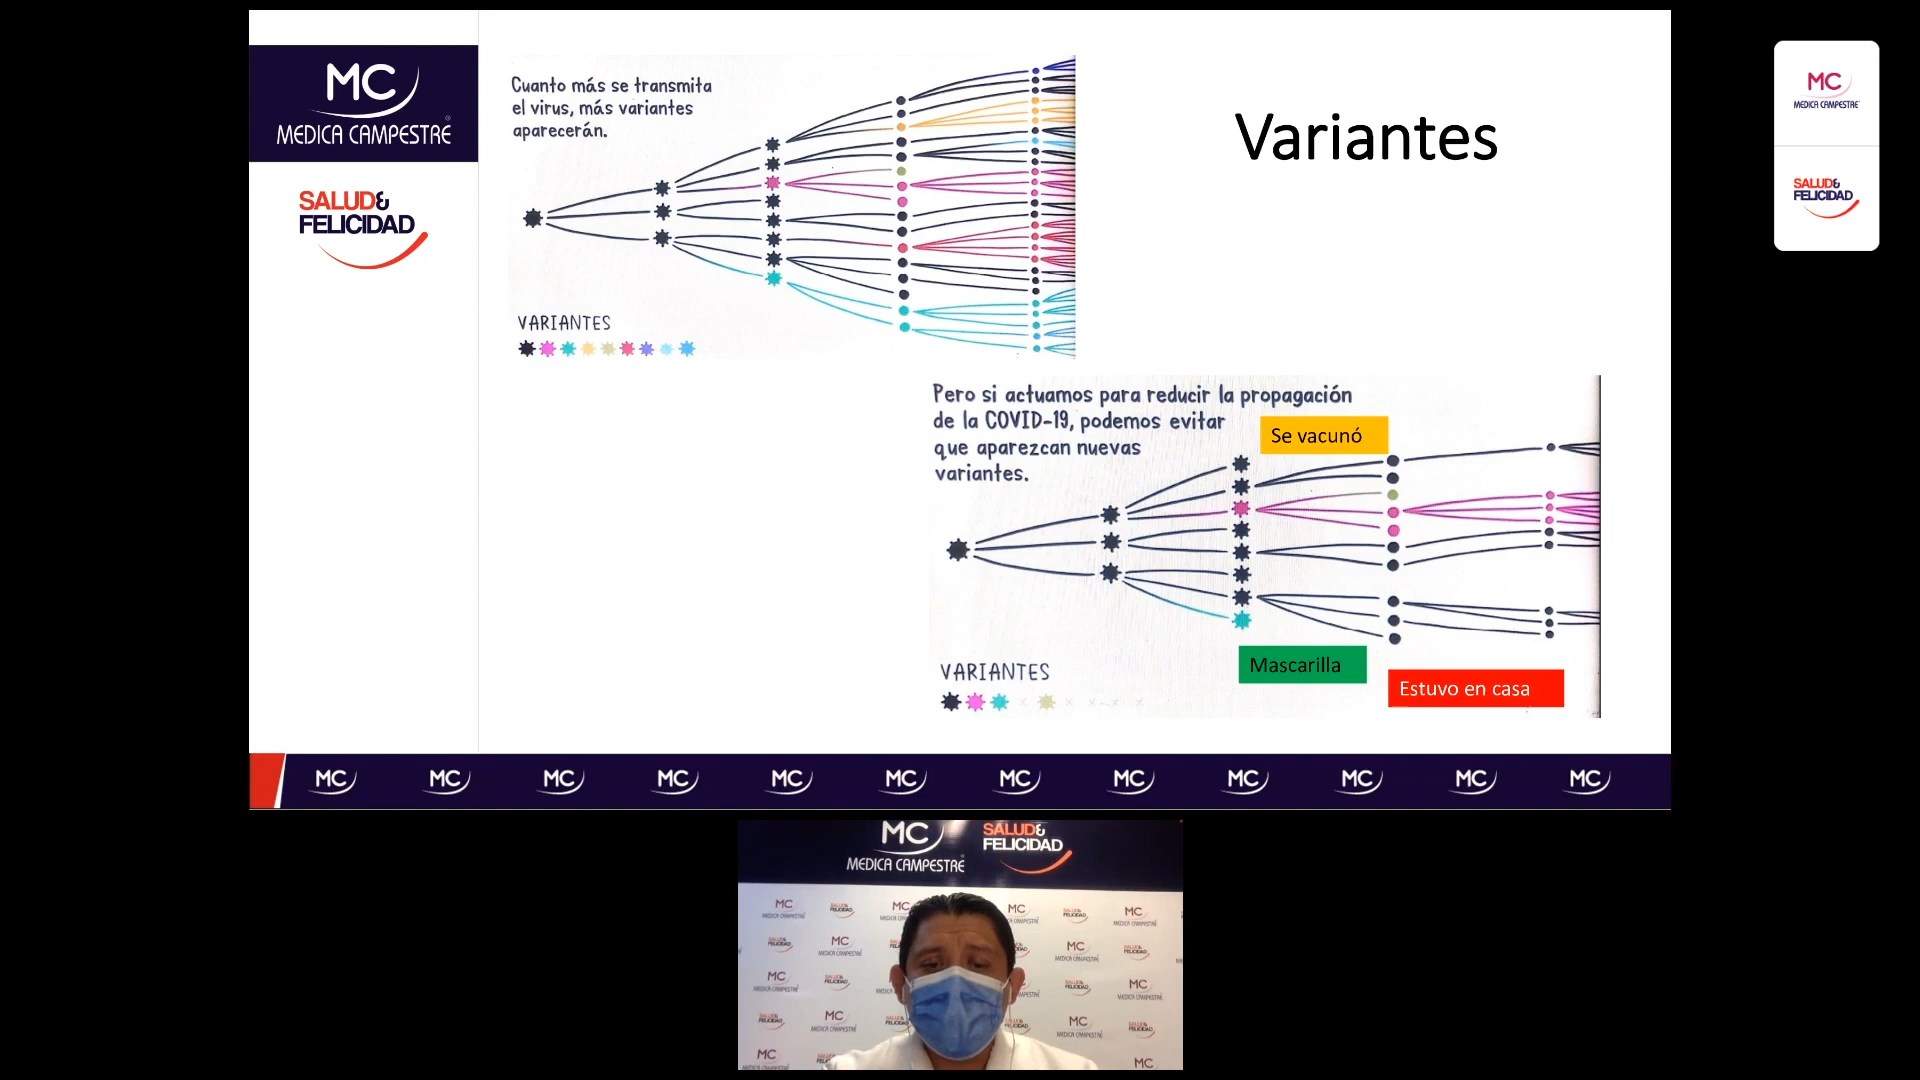 MC
MEDICA CAMPESTRE
SALUD&
FELICIDAD
Cuanto más se transmita
el virus, más variantes
aparecerán.
VARIANTES
Variantes
Pero si actuamos para reducir la propagación
de la COVID-19, podemos evitar
que aparezcan nuevas
variantes.
Se vacunó
Mascarilla
Estuvo en casa
VARIANTES
MC MC MC MC MC MC MC MC MC MC MC MC
MC
MEDICA CAMPESTRE
SALUD&
FELICIDAD
MC
MEDICA CAMPESTRE
SALUD&
FELICIDAD